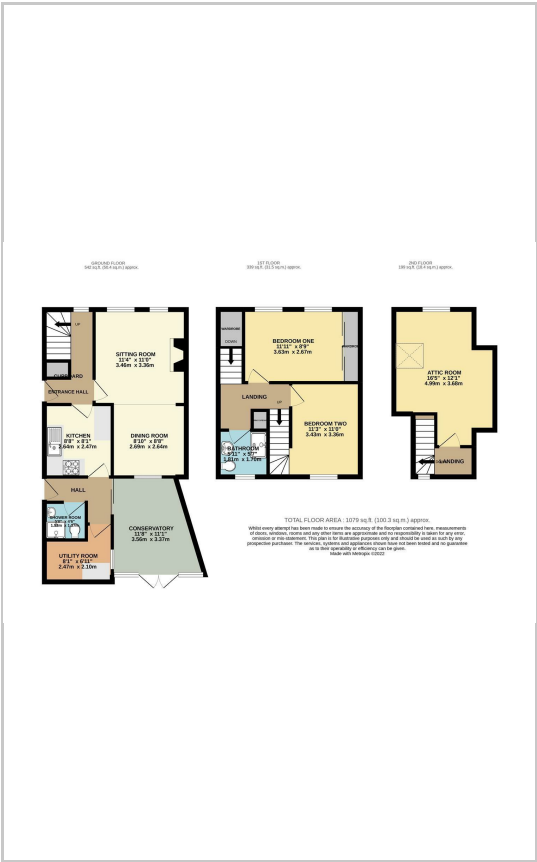 GROUND FLOOR
542 sq.ft. (50.4 sq.m.) approx.
UP
SITTING ROOM
11'4" x 11'0"
3.46m x 3.36m
CUPBOARD
ENTRANCE HALL
KITCHEN
8'8" x 8'1"
2.64m x 2.47m
DINING ROOM
8'10" x 8'8"
2.69m x 2.64m
HALL
SHOWER ROOM
CONSERVATORY
11'8" x 11'1"
3.56m x 3.37m
UTILITY ROOM
8'1" x 6'11"
2.47m x 2.10m
1ST FLOOR
339 sq.ft. (31.5 sq.m.) approx.
WARDROBE
DOWN
BEDROOM ONE
11'11" x 8'9"
3.63m x 2.67m
WARDROBE
LANDING
UP
BEDROOM TWO
11'3" x 11'0"
3.43m x 3.36m
BATHROOM
5'11" x 5'7"
1.81m x 1.70m
2ND FLOOR
199 sq.ft. (18.4 sq.m.) approx.
ATTIC ROOM
16'5" x 12'1"
4.99m x 3.68m
LANDING
TOTAL FLOOR AREA : 1079 sq.ft. (100.3 sq.m.) approx.
Whilst every attempt has been made to ensure the accuracy of the floorplan contained here, measurements
of doors, windows, rooms and any other items are approximate and no responsibility is taken for any error,
omission or mis-statement. This plan is for illustrative purposes only and should be used as such by any
prospective purchaser. The services, systems and appliances shown have not been tested and no guarantee
as to their operability or efficiency can be given.
Made with Metropix ©2022